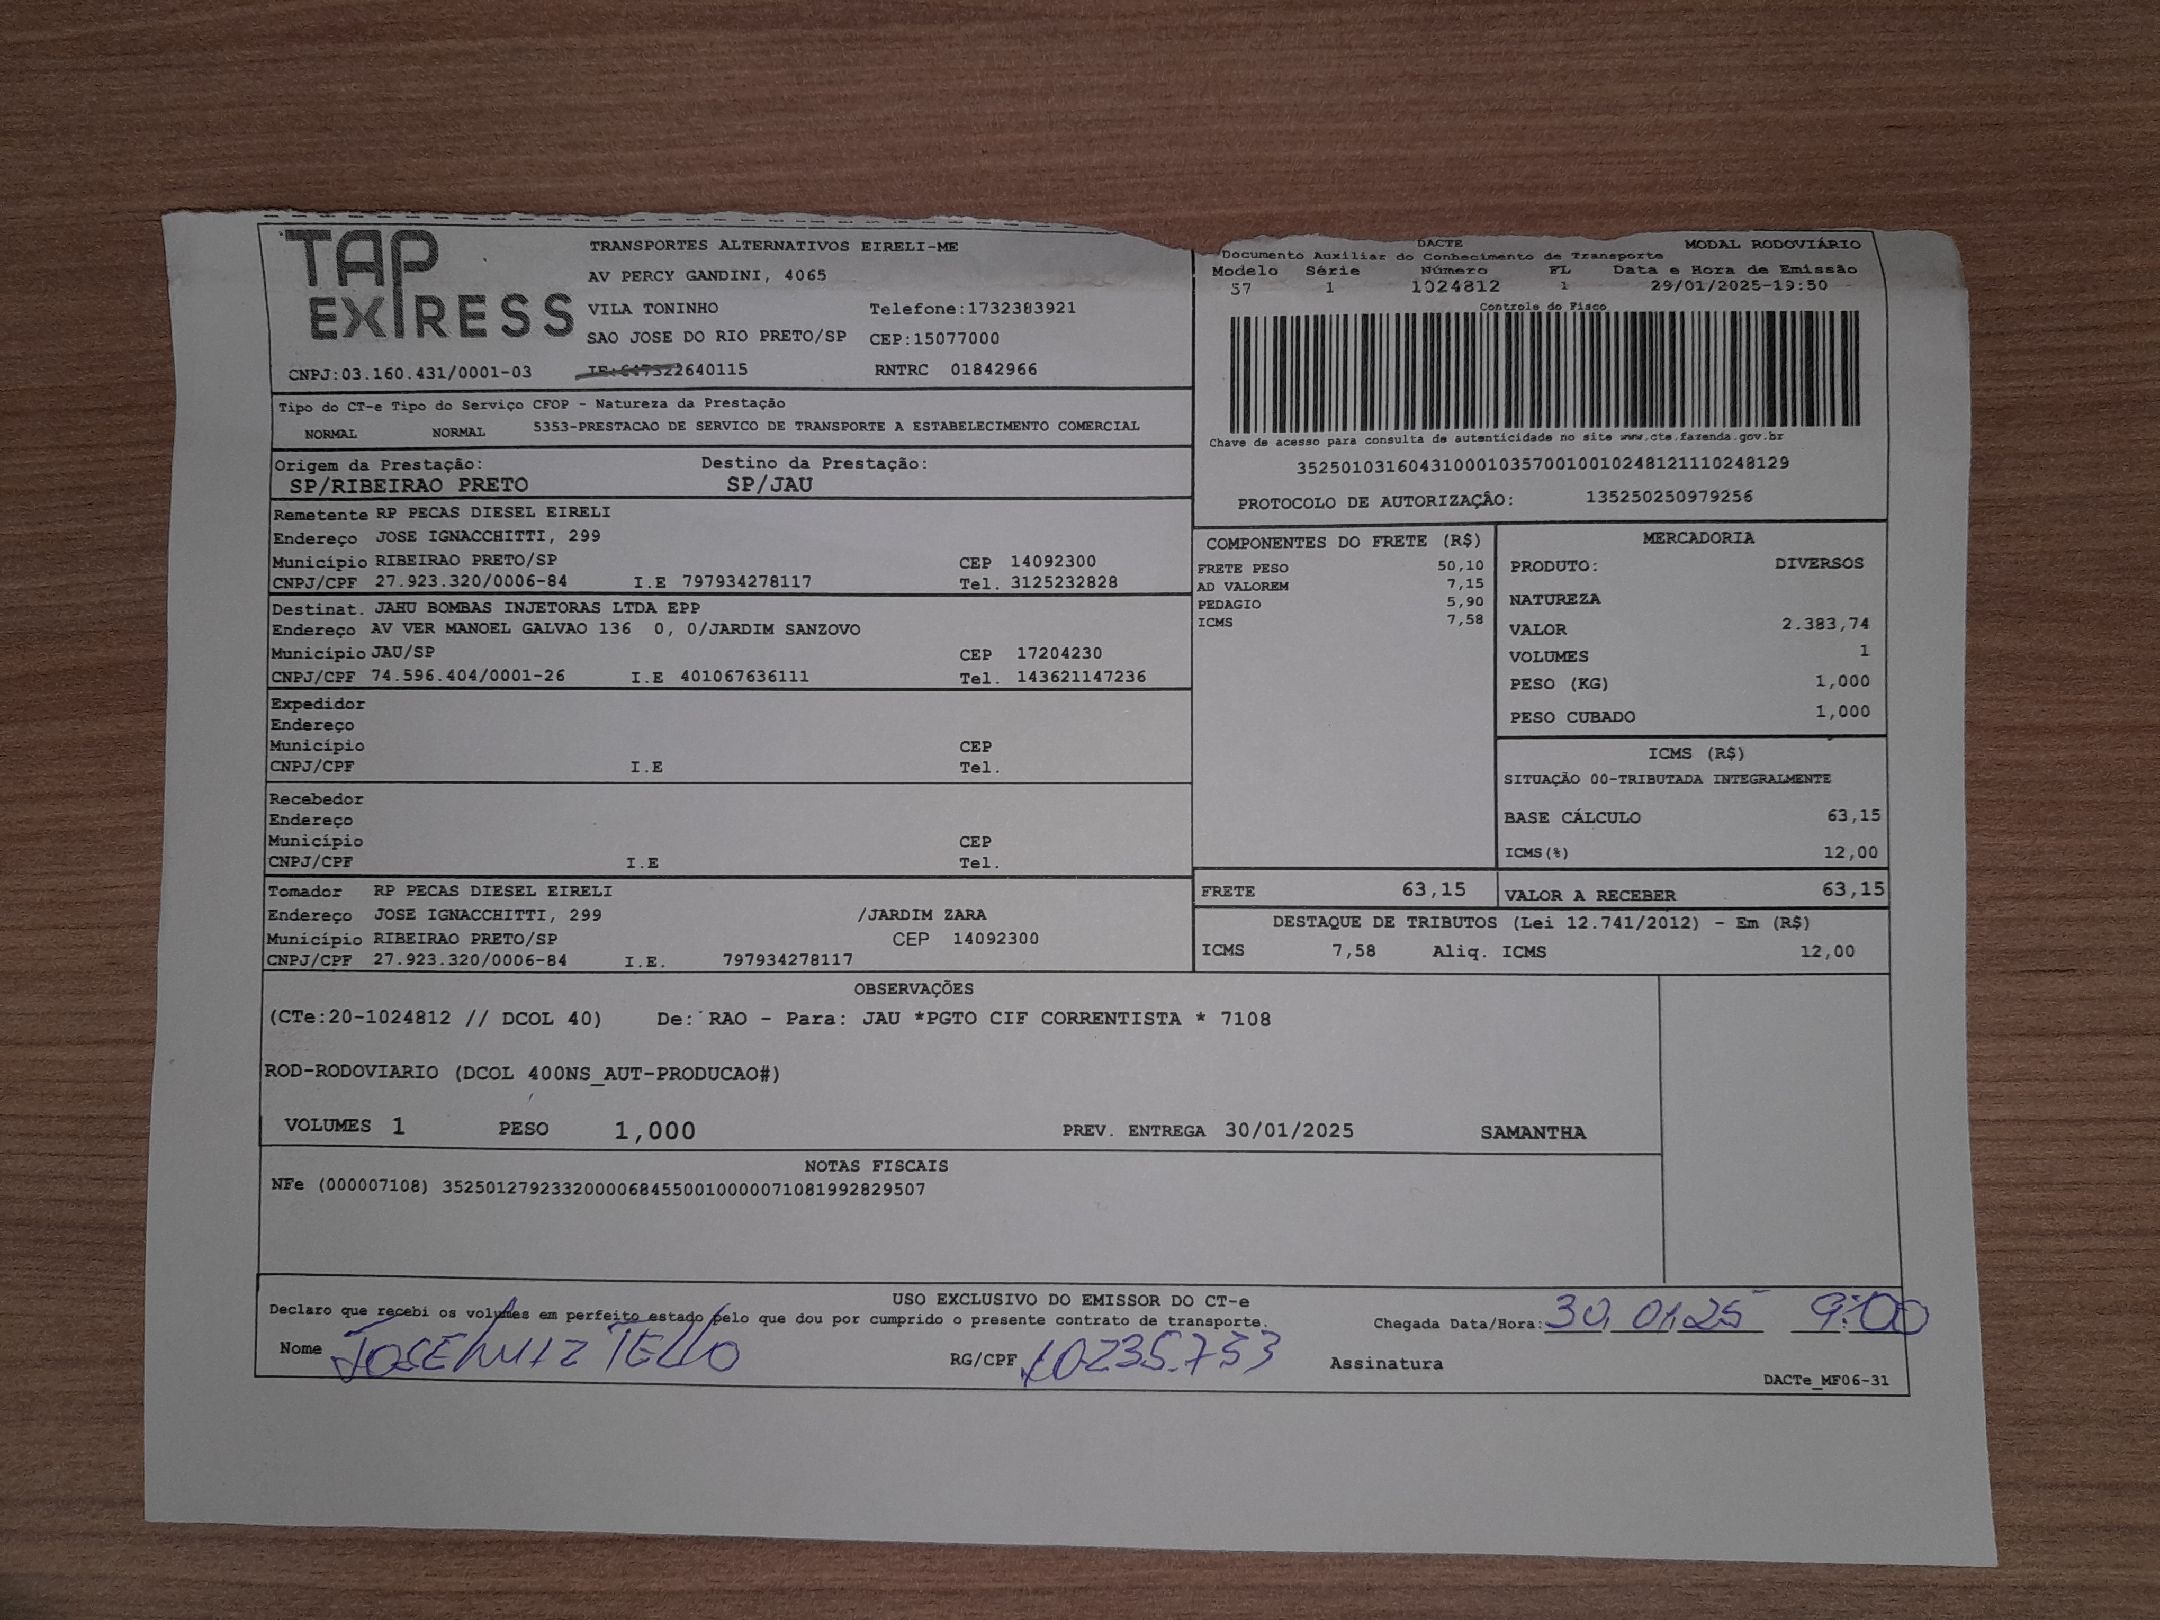 TAP
EXPRESS
TRANSPORTES ALTERNATIVOS EIRELI-ME
AV PERCY GANDINI, 4065
VILA TONINHO Telefone:1732383921
SAO JOSE DO RIO PRETO/SP CEP:15077000
CNPJ:03.160.431/0001-03 IE:647322640115 RNTRC 01842966
DACTE MODAL RODOVIÁRIO
Documento Auxiliar do Conhecimento de Transporte
Modelo Série Número FL Data e Hora de Emissão
57 1 1024812 1 29/01/2025-19:50
Controle do Fisco
Chave de acesso para consulta de autenticidade no site www.cte.fazenda.gov.br
35250103160431000103570010010248121110248129
PROTOCOLO DE AUTORIZAÇÃO: 135250250979256
Tipo do CT-e Tipo do Serviço CFOP - Natureza da Prestação
NORMAL NORMAL 5353-PRESTACAO DE SERVICO DE TRANSPORTE A ESTABELECIMENTO COMERCIAL
Origem da Prestação: Destino da Prestação:
SP/RIBEIRAO PRETO SP/JAU
Remetente RP PECAS DIESEL EIRELI
Endereço JOSE IGNACCHITTI, 299
Município RIBEIRAO PRETO/SP CEP 14092300
CNPJ/CPF 27.923.320/0006-84 I.E 797934278117 Tel. 3125232828
Destinat. JAHU BOMBAS INJETORAS LTDA EPP
Endereço AV VER MANOEL GALVAO 136 0, 0/JARDIM SANZOVO
Município JAU/SP CEP 17204230
CNPJ/CPF 74.596.404/0001-26 I.E 401067636111 Tel. 143621147236
Expedidor
Endereço
Município CEP
CNPJ/CPF I.E Tel.
Recebedor
Endereço
Município CEP
CNPJ/CPF I.E Tel.
Tomador RP PECAS DIESEL EIRELI
Endereço JOSE IGNACCHITTI, 299 /JARDIM ZARA
Município RIBEIRAO PRETO/SP CEP 14092300
CNPJ/CPF 27.923.320/0006-84 I.E. 797934278117
COMPONENTES DO FRETE (R$)
FRETE PESO 50,10
AD VALOREM 7,15
PEDAGIO 5,90
ICMS 7,58
MERCADORIA
PRODUTO: DIVERSOS
NATUREZA
VALOR 2.383,74
VOLUMES 1
PESO (KG) 1,000
PESO CUBADO 1,000
ICMS (R$)
SITUAÇÃO 00-TRIBUTADA INTEGRALMENTE
BASE CÁLCULO 63,15
ICMS(%) 12,00
FRETE 63,15 VALOR A RECEBER 63,15
DESTAQUE DE TRIBUTOS (Lei 12.741/2012) - Em (R$)
ICMS 7,58 Aliq. ICMS 12,00
OBSERVAÇÕES
(CTe:20-1024812 // DCOL 40) De: RAO - Para: JAU *PGTO CIF CORRENTISTA * 7108
ROD-RODOVIARIO (DCOL 400NS_AUT-PRODUCAO#)
VOLUMES 1 PESO 1,000 PREV. ENTREGA 30/01/2025 SAMANTHA
NOTAS FISCAIS
NFe (000007108) 35250127923320000684550010000071081992829507
USO EXCLUSIVO DO EMISSOR DO CT-e
Declaro que recebi os volumes em perfeito estado pelo que dou por cumprido o presente contrato de transporte. Chegada Data/Hora: 30.01.25 9:00
Nome JOSE LUIZ TELLO RG/CPF 10.235.753 Assinatura
DACTe_MF06-31